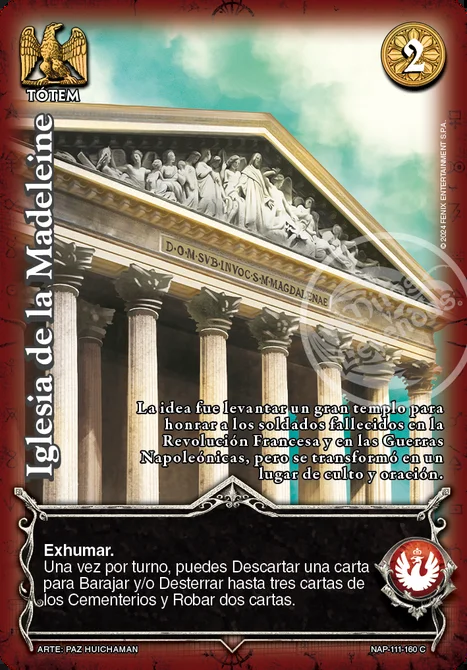 TÓTEM
2
Iglesia de la Madeleine
© 2024 FENIX ENTERTAINMENT S.P.A.
D·O·M·SVB·INVOC·S·M·MAGDALENAE
La idea fue levantar un gran templo para
honrar a los soldados fallecidos en la
Revolución Francesa y en las Guerras
Napoleónicas, pero se transformó en un
lugar de culto y oración.
Exhumar.
Una vez por turno, puedes Descartar una carta
para Barajar y/o Desterrar hasta tres cartas de
los Cementerios y Robar dos cartas.
ARTE: PAZ HUICHAMAN
NAP-111-160 C